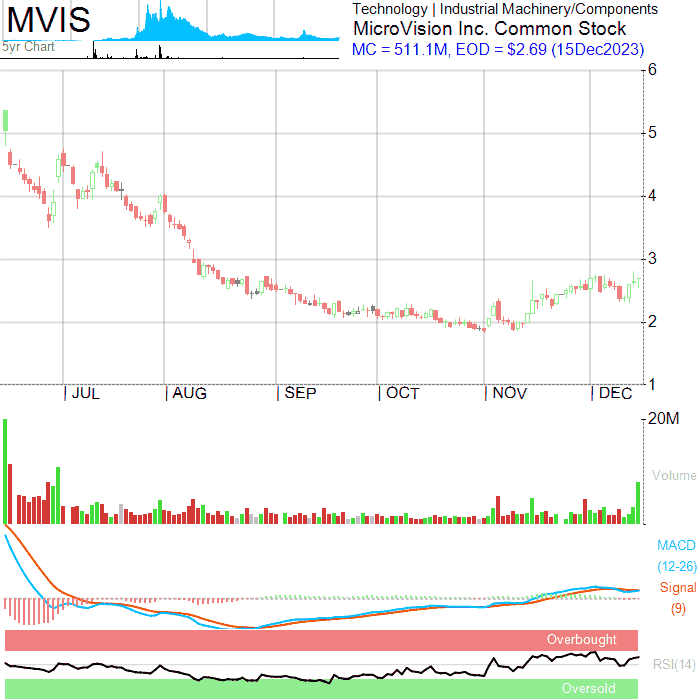 MVIS
5yr Chart
Technology | Industrial Machinery/Components
MicroVision Inc. Common Stock
MC = 511.1M, EOD = $2.69 (15Dec2023)
6
5
4
3
2
1
JUL AUG SEP OCT NOV DEC
20M
Volume
MACD
(12-26)
Signal
(9)
Overbought
RSI(14)
Oversold